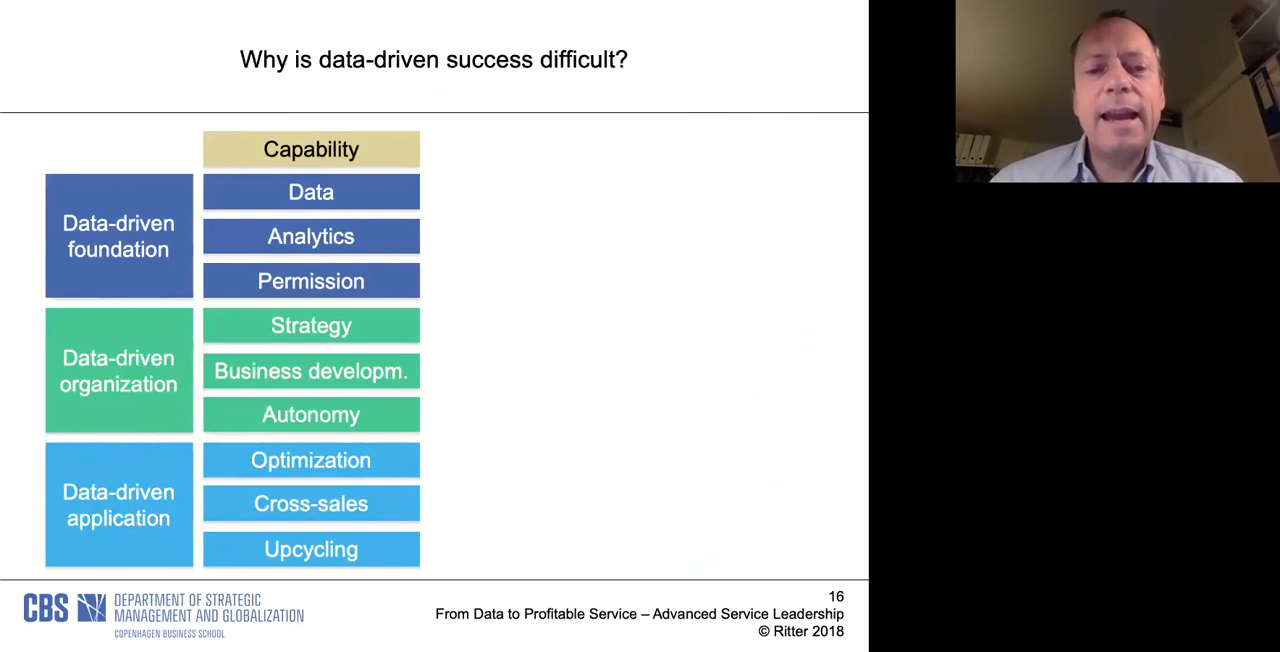 Why is data-driven success difficult?
Capability
Data-driven
foundation
Data
Analytics
Permission
Data-driven
organization
Strategy
Business developm.
Autonomy
Data-driven
application
Optimization
Cross-sales
Upcycling
CBS
DEPARTMENT OF STRATEGIC
MANAGEMENT AND GLOBALIZATION
COPENHAGEN BUSINESS SCHOOL
16
From Data to Profitable Service – Advanced Service Leadership
© Ritter 2018